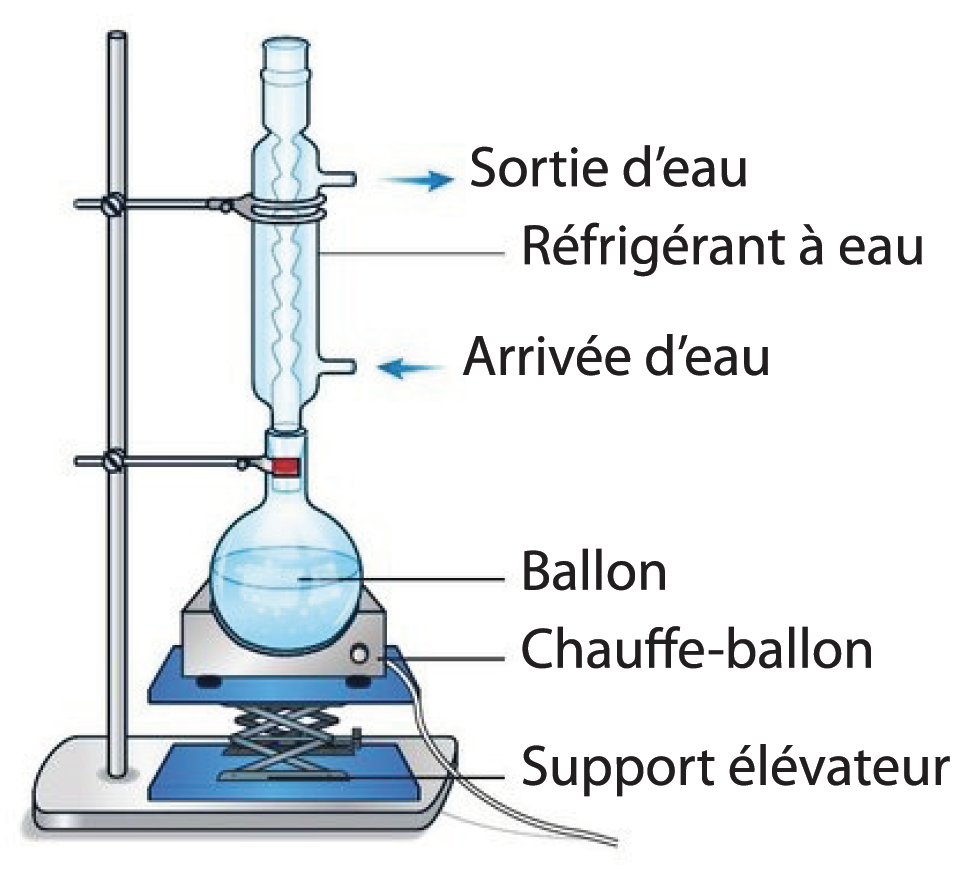 Sortie d’eau
Réfrigérant à eau
Arrivée d’eau
Ballon
Chauffe-ballon
Support élévateur